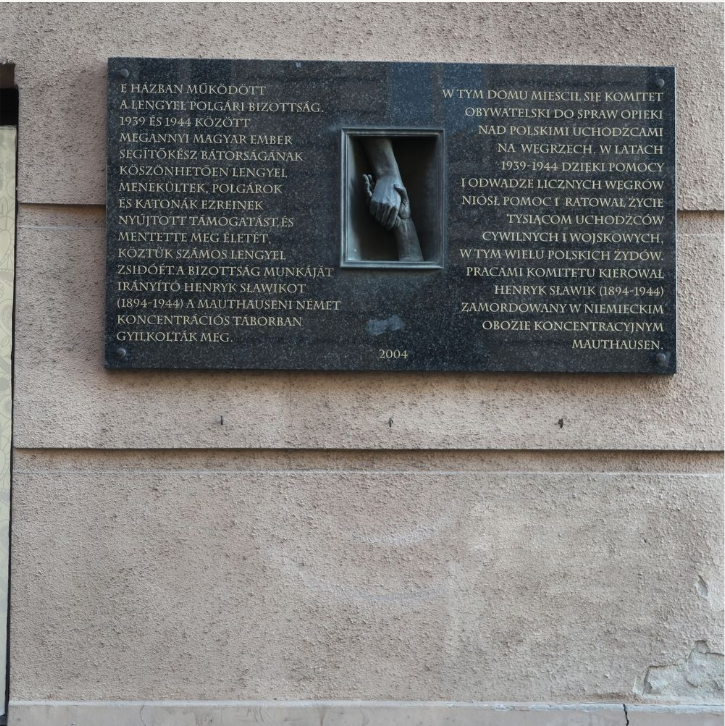 E HÁZBAN MŰKÖDÖTT
A LENGYEL POLGÁRI BIZOTTSÁG.
1939 ÉS 1944 KÖZÖTT
MEGANNYI MAGYAR EMBER
SEGÍTŐKÉSZ BÁTORSÁGÁNAK
KÖSZÖNHETŐEN LENGYEL
MENEKÜLTEK, POLGÁROK
ÉS KATONÁK EZREINEK
NYÚJTOTT TÁMOGATÁST, ÉS
MENTETTE MEG ÉLETÉT,
KÖZTÜK SZÁMOS LENGYEL
ZSIDÓÉT. A BIZOTTSÁG MUNKÁJÁT
IRÁNYÍTÓ HENRYK SŁAWIKOT
(1894-1944) A MAUTHAUSENI NÉMET
KONCENTRÁCIÓS TÁBORBAN
GYILKOLTÁK MEG.
W TYM DOMU MIEŚCIŁ SIĘ KOMITET
OBYWATELSKI DO SPRAW OPIEKI
NAD POLSKIMI UCHODŹCAMI
NA WĘGRZECH. W LATACH
1939-1944 DZIĘKI POMOCY
I ODWADZE LICZNYCH WĘGRÓW
NIÓSŁ POMOC I RATOWAŁ ŻYCIE
TYSIĄCOM UCHODŹCÓW
CYWILNYCH I WOJSKOWYCH,
W TYM WIELU POLSKICH ŻYDÓW.
PRACAMI KOMITETU KIEROWAŁ
HENRYK SŁAWIK (1894-1944)
ZAMORDOWANY W NIEMIECKIM
OBOZIE KONCENTRACYJNYM
MAUTHAUSEN.
2004